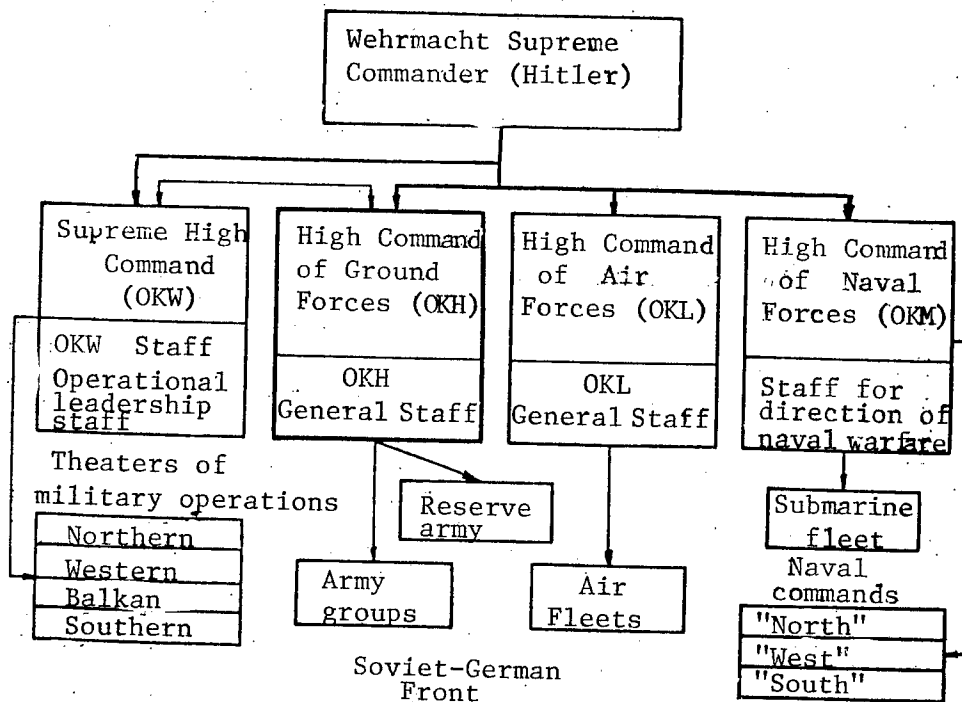 Wehrmacht Supreme
Commander (Hitler)
Supreme High
Command
(OKW)
OKW Staff
Operational
leadership
staff
High Command
of Ground
Forces (OKH)
OKH
General Staff
High Command
of Air
Forces (OKL)
OKL
General Staff
High Command
of Naval
Forces (OKM)
Staff for
direction of
naval warfare
Theaters of
military operations
Northern
Western
Balkan
Southern
Reserve
army
Army
groups
Air
Fleets
Submarine
fleet
Naval
commands
"North"
"West"
"South"
Soviet-German
Front